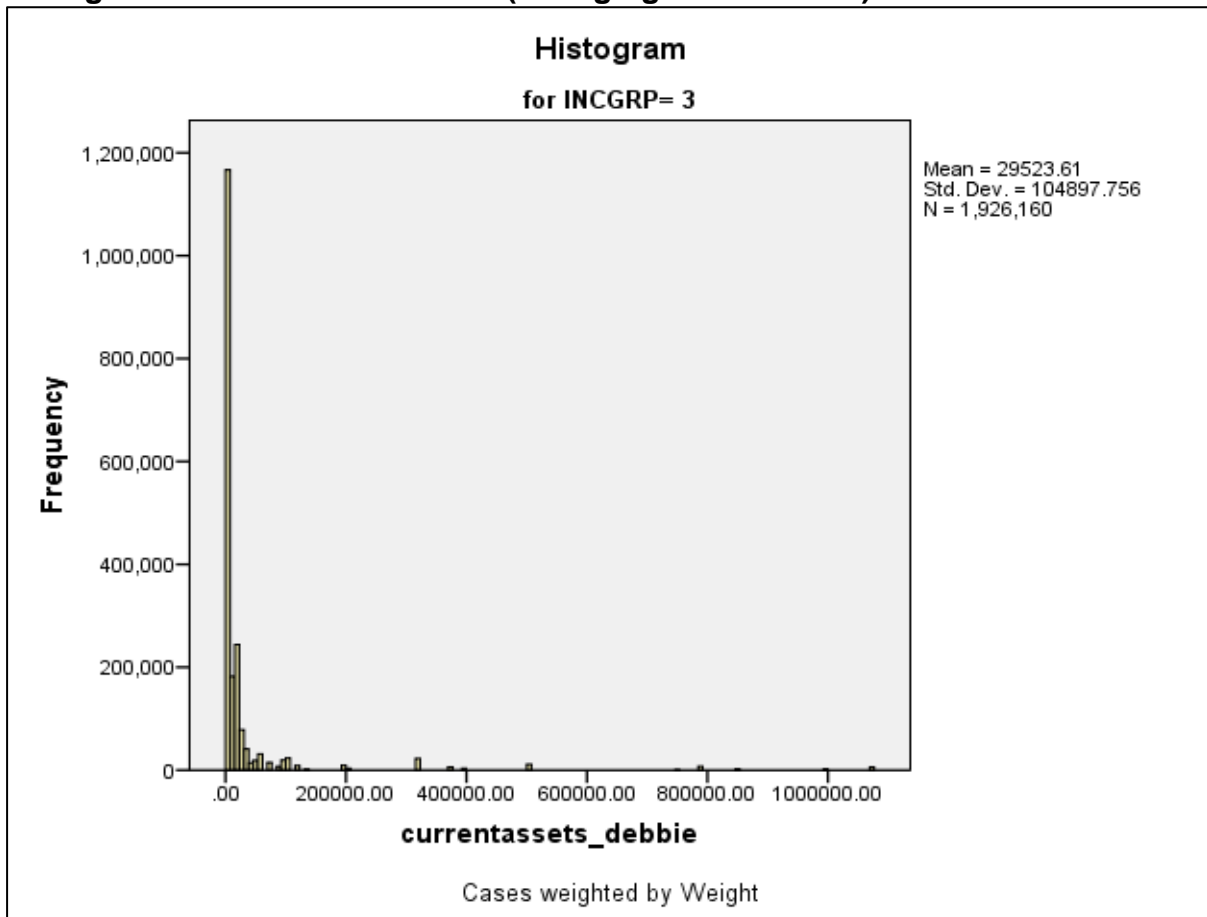 Histogram
for INCGRP= 3
Mean = 29523.61
Std. Dev. = 104897.756
N = 1,926,160
1,200,000
1,000,000
800,000
600,000
400,000
200,000
0
Frequency
.00 200000.00 400000.00 600000.00 800000.00 1000000.00
currentassets_debbie
Cases weighted by Weight